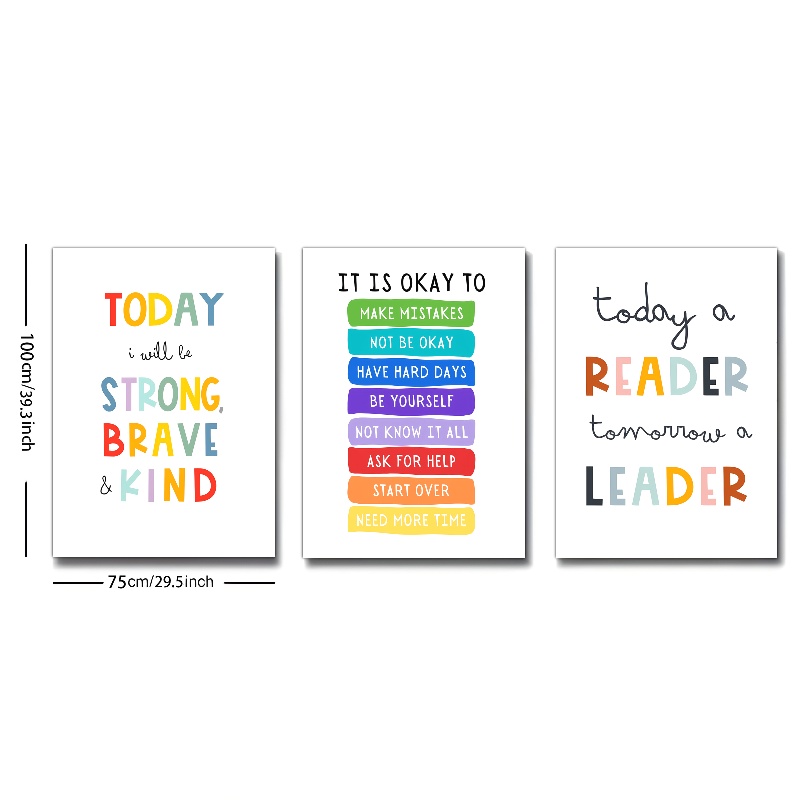 100cm/39.3inch
TODAY
i will be
STRONG,
BRAVE
& KIND
75cm/29.5inch
IT IS OKAY TO
MAKE MISTAKES
NOT BE OKAY
HAVE HARD DAYS
BE YOURSELF
NOT KNOW IT ALL
ASK FOR HELP
START OVER
NEED MORE TIME
today a
READER
tomorrow a
LEADER